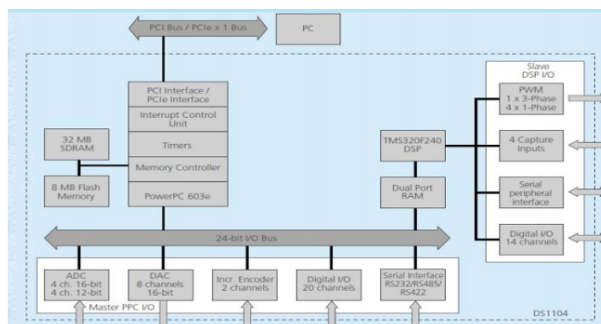 PCI Bus / PCIe x 1 Bus
PC
PCI Interface /
PCIe Interface
Interrupt Control
Unit
Timers
Memory Controller
PowerPC 603e
32 MB
SDRAM
8 MB Flash
Memory
TMS320F240
DSP
Dual Port
RAM
Slave
DSP I/O
PWM
1 x 3-Phase
4 x 1-Phase
4 Capture
Inputs
Serial
peripheral
interface
Digital I/O
14 channels
24-bit I/O Bus
ADC
4 ch. 16-bit
4 ch. 12-bit
DAC
8 channels
16-bit
Incr. Encoder
2 channels
Digital I/O
20 channels
Serial Interface
RS232/RS485/
RS422
Master PPC I/O
DS1104